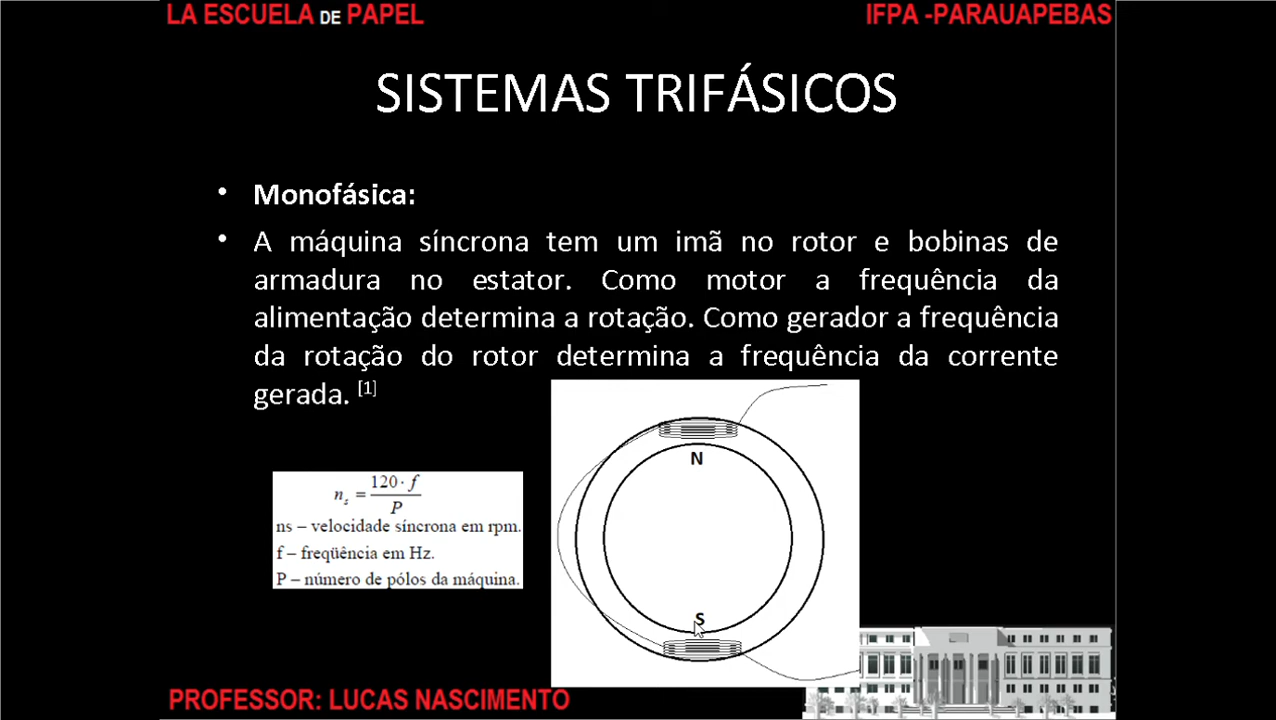 LA ESCUELA DE PAPEL
IFPA -PARAUAPEBAS
SISTEMAS TRIFÁSICOS
• Monofásica:
• A máquina síncrona tem um imã no rotor e bobinas de
armadura no estator. Como motor a frequência da
alimentação determina a rotação. Como gerador a frequência
da rotação do rotor determina a frequência da corrente
gerada. [1]
n_s = 120 · f / P
ns – velocidade síncrona em rpm.
f – freqüência em Hz.
P – número de pólos da máquina.
N
S
PROFESSOR: LUCAS NASCIMENTO